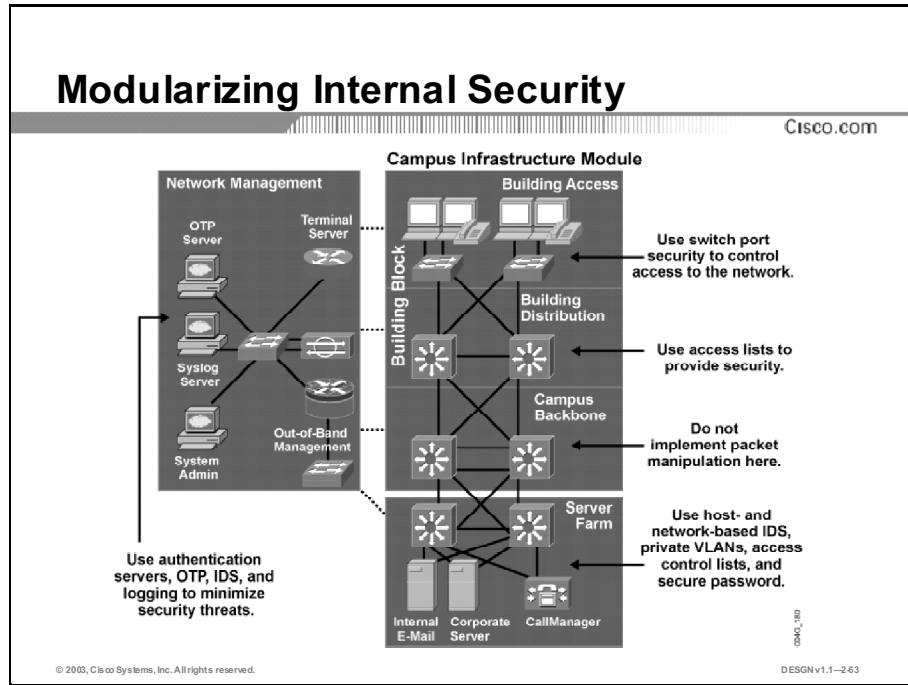 Modularizing Internal Security
Cisco.com
Campus Infrastructure Module
Network Management
OTP
Server
Terminal
Server
Syslog
Server
System
Admin
Out-of-Band
Management
Building Access
Building Block
Building
Distribution
Campus
Backbone
Server
Farm
Internal
E-Mail
Corporate
Server
CallManager
Use switch port
security to control
access to the network.
Use access lists to
provide security.
Do not
implement packet
manipulation here.
Use host- and
network-based IDS,
private VLANs, access
control lists, and
secure password.
Use authentication
servers, OTP, IDS, and
logging to minimize
security threats.
004G_180
© 2003, Cisco Systems, Inc. All rights reserved.
DESGN v1.1—2-63